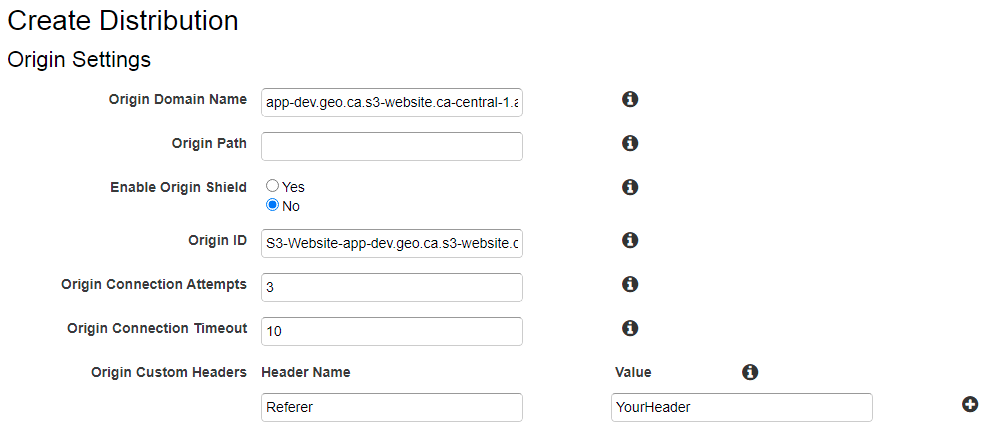 Create Distribution
Origin Settings
Origin Domain Name app-dev.geo.ca.s3-website.ca-central-1.a
Origin Path
Enable Origin Shield Yes
No
Origin ID S3-Website-app-dev.geo.ca.s3-website.c
Origin Connection Attempts 3
Origin Connection Timeout 10
Origin Custom Headers Header Name Value
Referer YourHeader